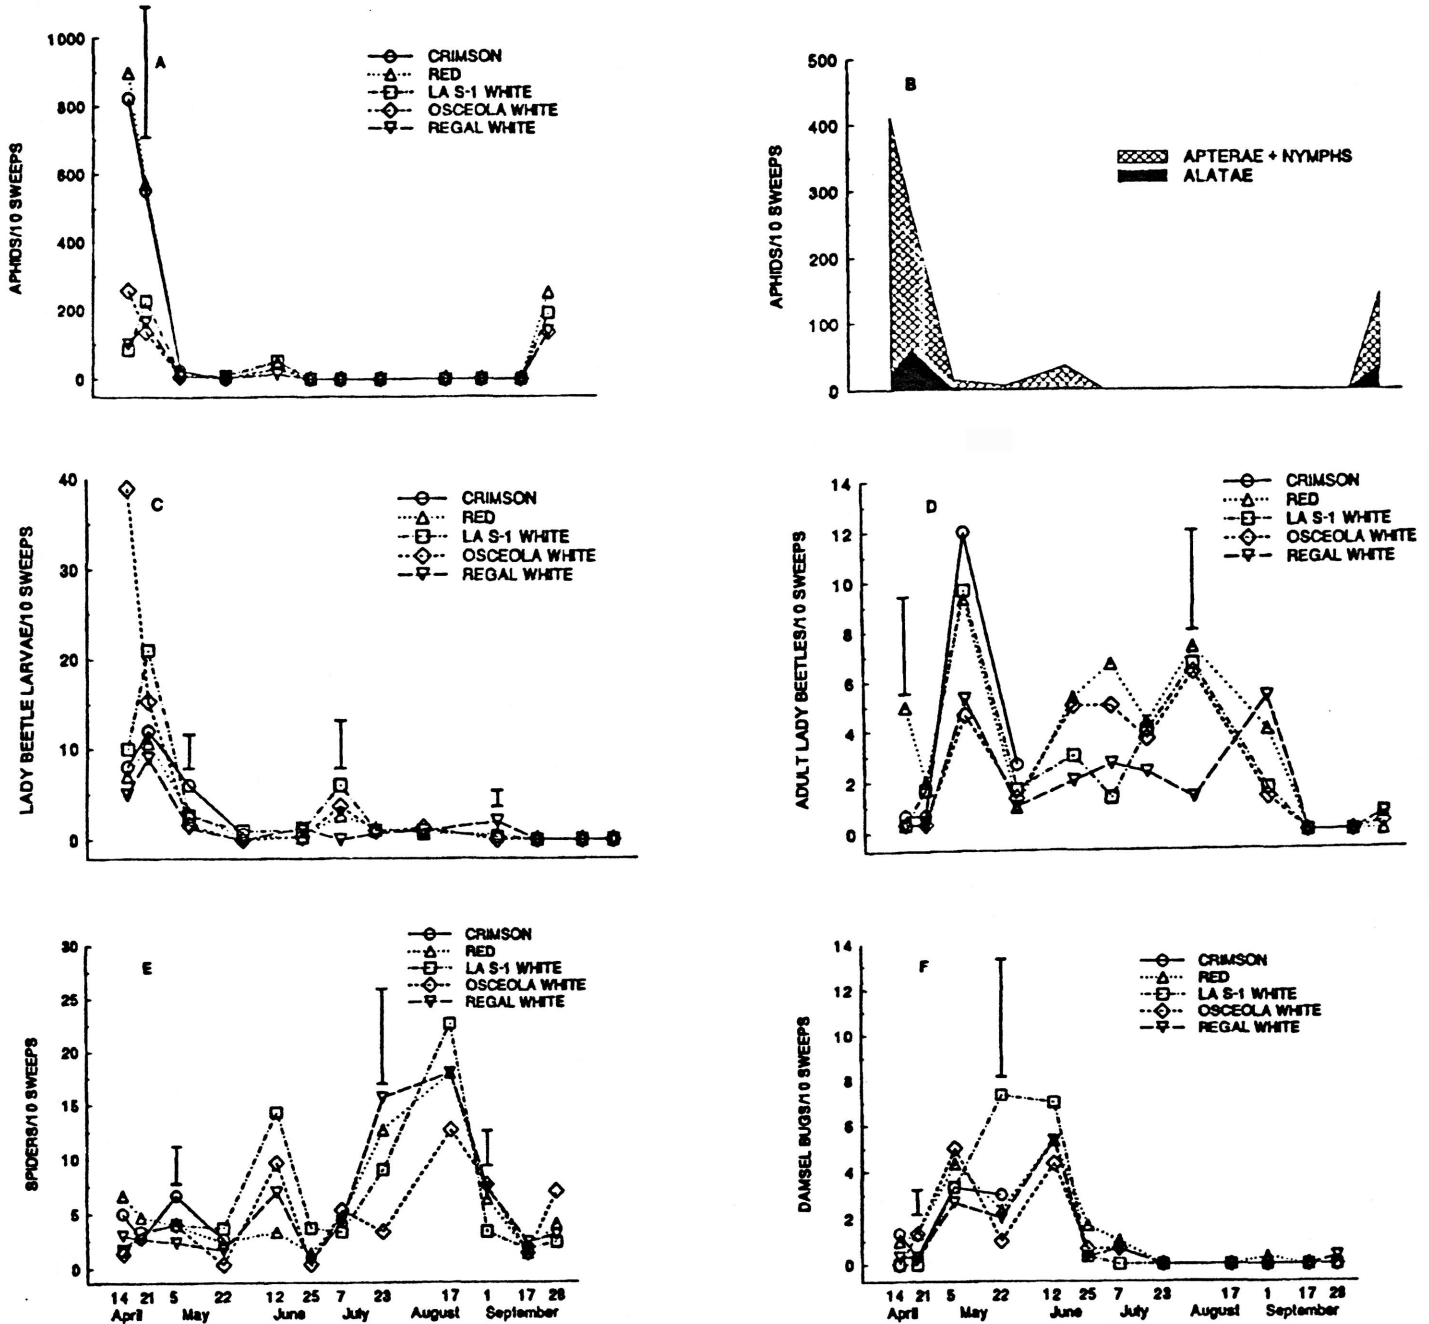 A
APHIDS/10 SWEEPS
1000
800
600
400
200
0
CRIMSON
RED
LA S-1 WHITE
OSCEOLA WHITE
REGAL WHITE
B
APHIDS/10 SWEEPS
500
400
300
200
100
0
APTERAE + NYMPHS
ALATAE
C
LADY BEETLE LARVAE/10 SWEEPS
40
30
20
10
0
CRIMSON
RED
LA S-1 WHITE
OSCEOLA WHITE
REGAL WHITE
D
ADULT LADY BEETLES/10 SWEEPS
14
12
10
8
6
4
2
0
CRIMSON
RED
LA S-1 WHITE
OSCEOLA WHITE
REGAL WHITE
E
SPIDERS/10 SWEEPS
30
25
20
15
10
5
0
CRIMSON
RED
LA S-1 WHITE
OSCEOLA WHITE
REGAL WHITE
14 21 5 22 12 25 7 23 17 1 17 28
April May June July August September
F
DAMSEL BUGS/10 SWEEPS
14
12
10
8
6
4
2
0
CRIMSON
RED
LA S-1 WHITE
OSCEOLA WHITE
REGAL WHITE
14 21 5 22 12 25 7 23 17 1 17 28
April May June July August September